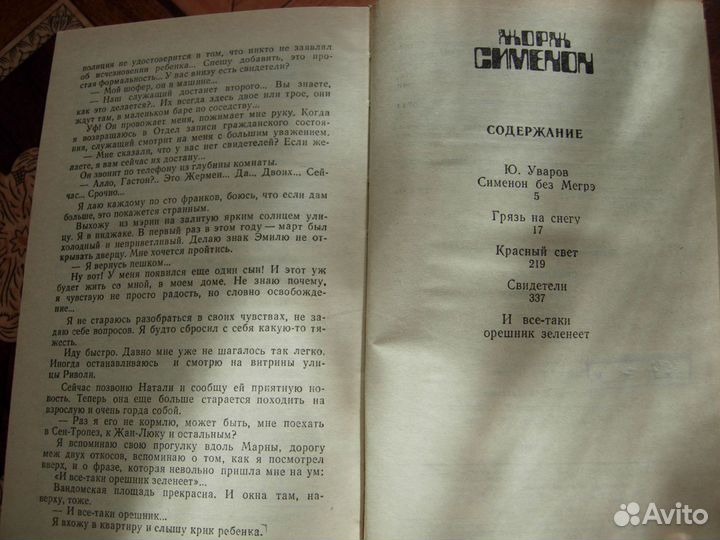 полиция не удостоверится в том, что никто не заявлял
об исчезновении ребенка... Спешу добавить, это про-
стая формальность... У вас внизу есть свидетели?
— Мой шофер, он в машине...
— Наш служащий достанет второго... Вы знаете,
как это делается?.. Их всегда здесь двое или трое, они
ждут там, в маленьком баре по соседству...
Уф! Он провожает меня, пожимает мне руку. Когда
я возвращаюсь в Отдел записи гражданского состоя-
ния, служащий смотрит на меня с большим уважением.
— Мне сказали, что у вас нет свидетелей? Если же-
лаете, я вам сейчас их достану...
Он звонит по телефону из глубины комнаты.
— Алло, Гастон?.. Это Жермен... Да... Двоих... Сей-
час... Срочно...
Я даю каждому по сто франков, боюсь, что если дам
больше, это покажется странным.
Выхожу из мэрии на залитую ярким солнцем ули-
цу. Я в пиджаке. В первый раз в этом году — март был
холодный и неприветливый. Делаю знак Эмилю не от-
крывать дверцу. Мне хочется пройтись.
— Я вернусь пешком...
Ну вот! У меня появился еще один сын! И этот уж
будет жить со мной, в моем доме. Не знаю почему,
я чувствую не просто радость, но словно освобожде-
ние...
Я не стараюсь разобраться в своих чувствах, не за-
даю себе вопросов. Я будто сбросил с себя какую-то тя-
жесть.
Иду быстро. Давно мне уже не шагалось так легко.
Иногда останавливаюсь и смотрю на витрины ули-
цы Риволи.
Сейчас позвоню Натали и сообщу ей приятную но-
вость. Теперь она еще больше старается походить на
взрослую и очень горда собой.
— Раз я его не кормлю, может быть, мне поехать
в Сен-Тропез, к Жан-Люку и остальным?
Я вспоминаю свою прогулку вдоль Марны, дорогу
меж двух откосов, вспоминаю о том, как я посмотрел
вверх, и о фразе, которая невольно пришла мне на ум:
«И все-таки орешник зеленеет»...
Вандомская площадь прекрасна. И окна там, на-
верху, тоже.
— И все-таки орешник...
Я вхожу в квартиру и слышу крик ребенка.
ЖОРЖ
СИМЕНОН
СОДЕРЖАНИЕ
Ю. Уваров
Сименон без Мегрэ
5
Грязь на снегу
17
Красный свет
219
Свидетели
337
И все-таки
орешник зеленеет
Avito